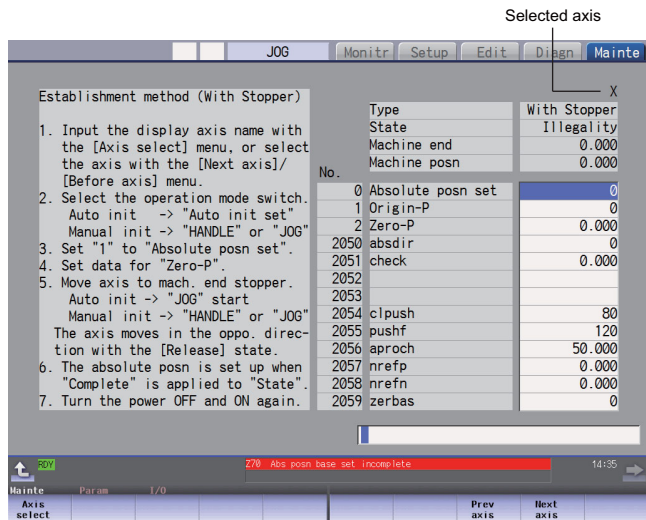 Selected axis
JOG Monitr Setup Edit Diagn Mainte
X
Establishment method (With Stopper)
1. Input the display axis name with
the [Axis select] menu, or select
the axis with the [Next axis]/
[Before axis] menu.
2. Select the operation mode switch.
Auto init -> "Auto init set"
Manual init -> "HANDLE" or "JOG"
3. Set "1" to "Absolute posn set".
4. Set data for "Zero-P".
5. Move axis to mach. end stopper.
Auto init -> "JOG" start
Manual init -> "HANDLE" or "JOG"
The axis moves in the oppo. direc-
tion with the [Release] state.
6. The absolute posn is set up when
"Complete" is applied to "State".
7. Turn the power OFF and ON again.
Type With Stopper
State Illegality
Machine end 0.000
Machine posn 0.000
No.
0 Absolute posn set 0
1 Origin-P 0
2 Zero-P 0.000
2050 absdir 0
2051 check 0.000
2052
2053
2054 clpush 80
2055 pushf 120
2056 aproch 50.000
2057 nrefp 0.000
2058 nrefn 0.000
2059 zerbas 0
RDY Z70 Abs posn base set incomplete 14:35
Mainte Param I/O
Axis select Prev axis Next axis